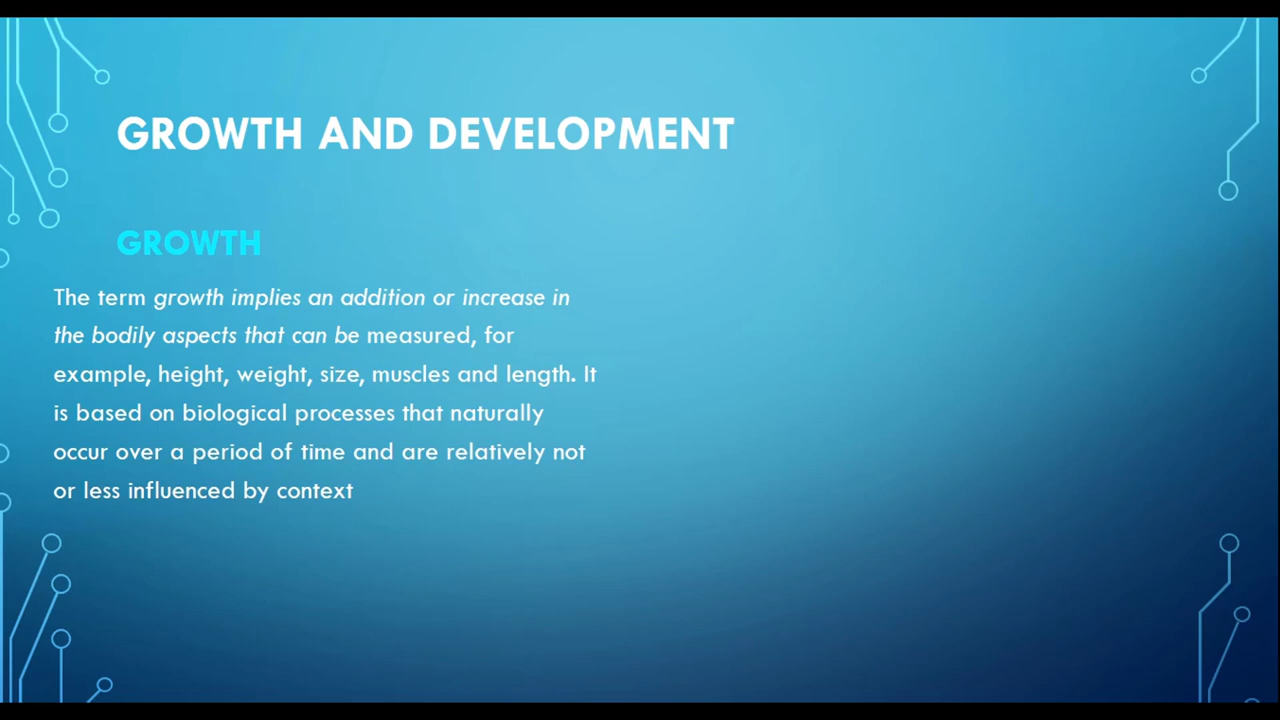 GROWTH AND DEVELOPMENT
GROWTH
The term growth implies an addition or increase in
the bodily aspects that can be measured, for
example, height, weight, size, muscles and length. It
is based on biological processes that naturally
occur over a period of time and are relatively not
or less influenced by context